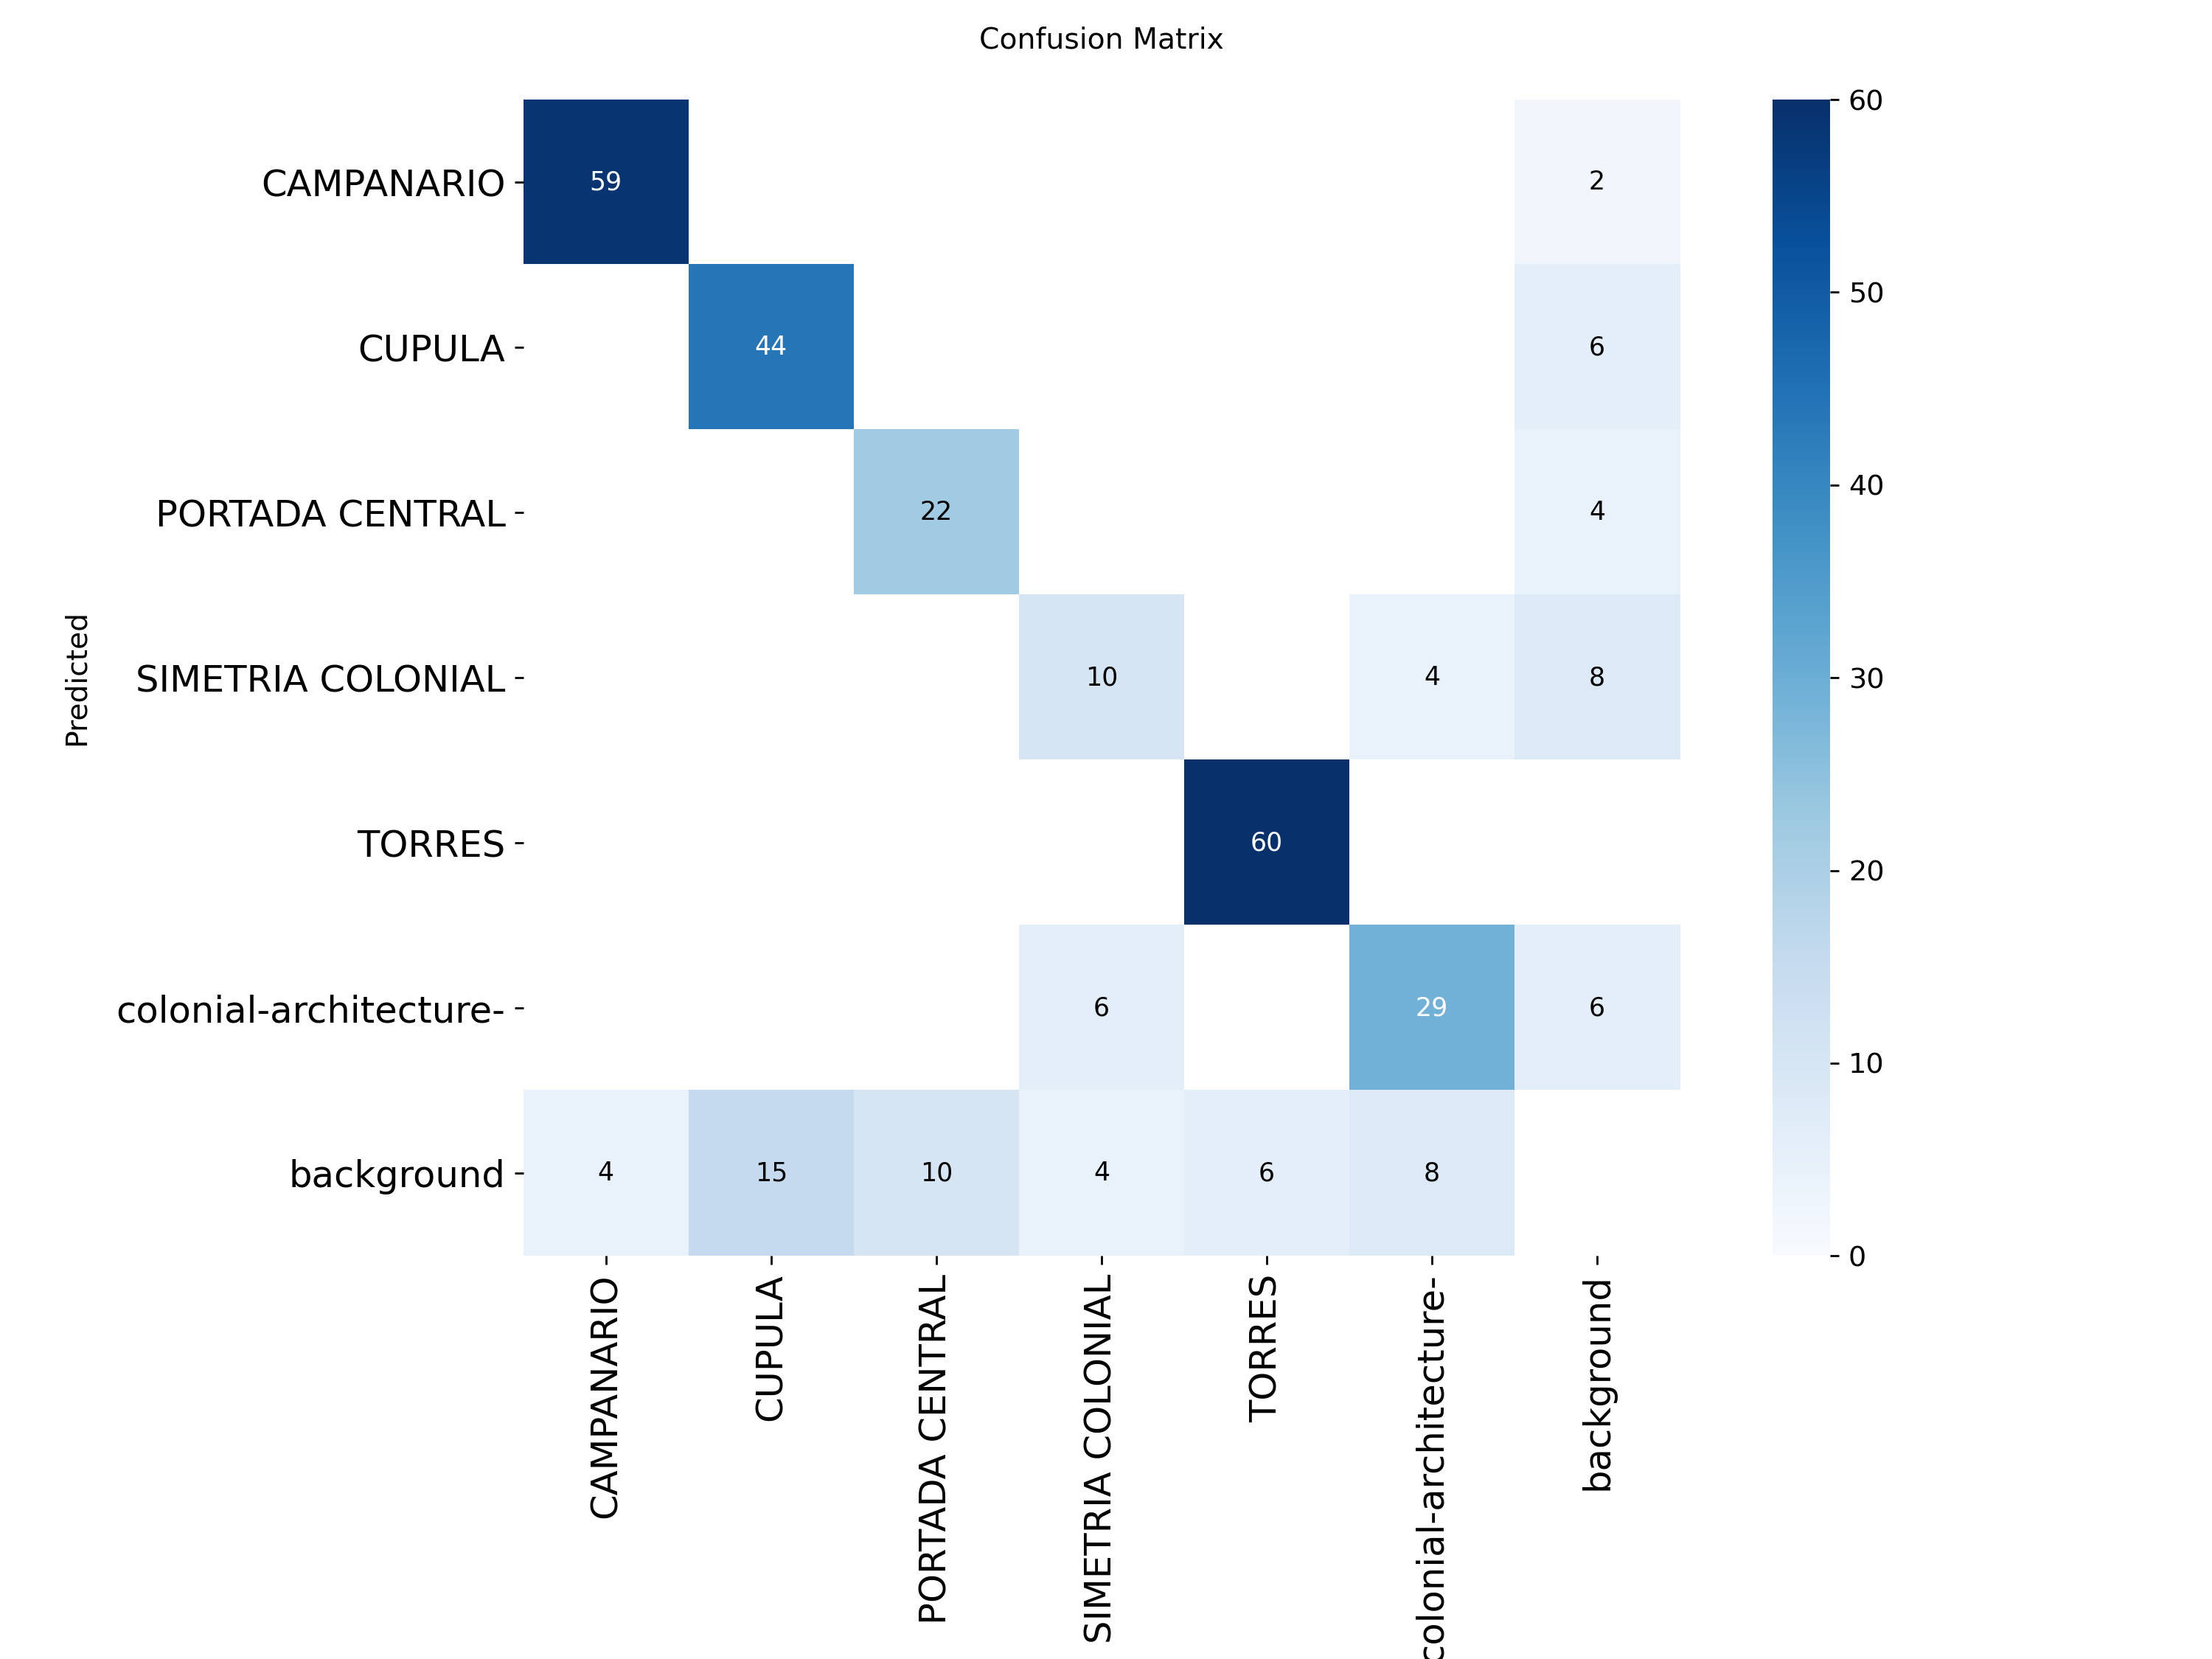 Confusion Matrix
CAMPANARIO
59
2
CUPULA
44
6
PORTADA CENTRAL
22
4
SIMETRIA COLONIAL
10
4
8
TORRES
60
colonial-architecture-
6
29
6
background
4
15
10
4
6
8
Predicted
CAMPANARIO
CUPULA
PORTADA CENTRAL
SIMETRIA COLONIAL
TORRES
colonial-architecture-
background
60
50
40
30
20
10
0